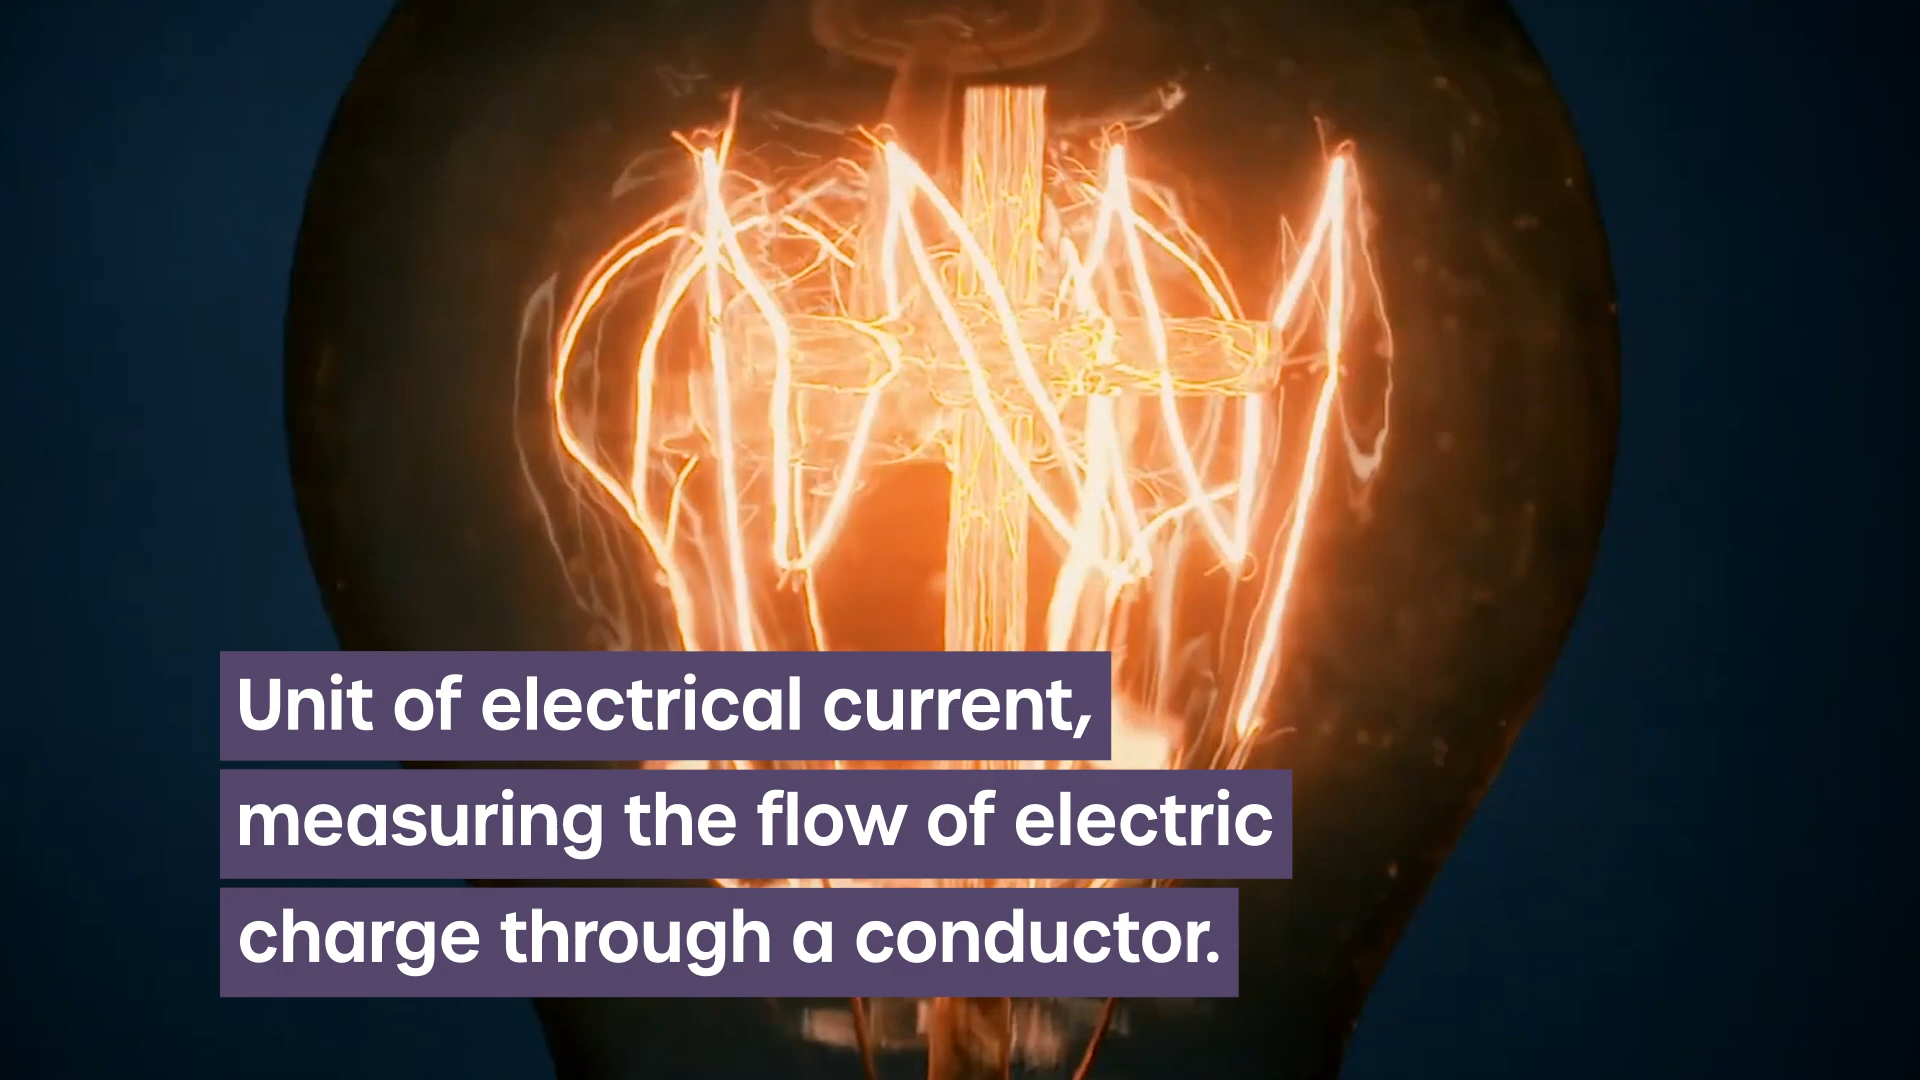 Unit of electrical current,
measuring the flow of electric
charge through a conductor.